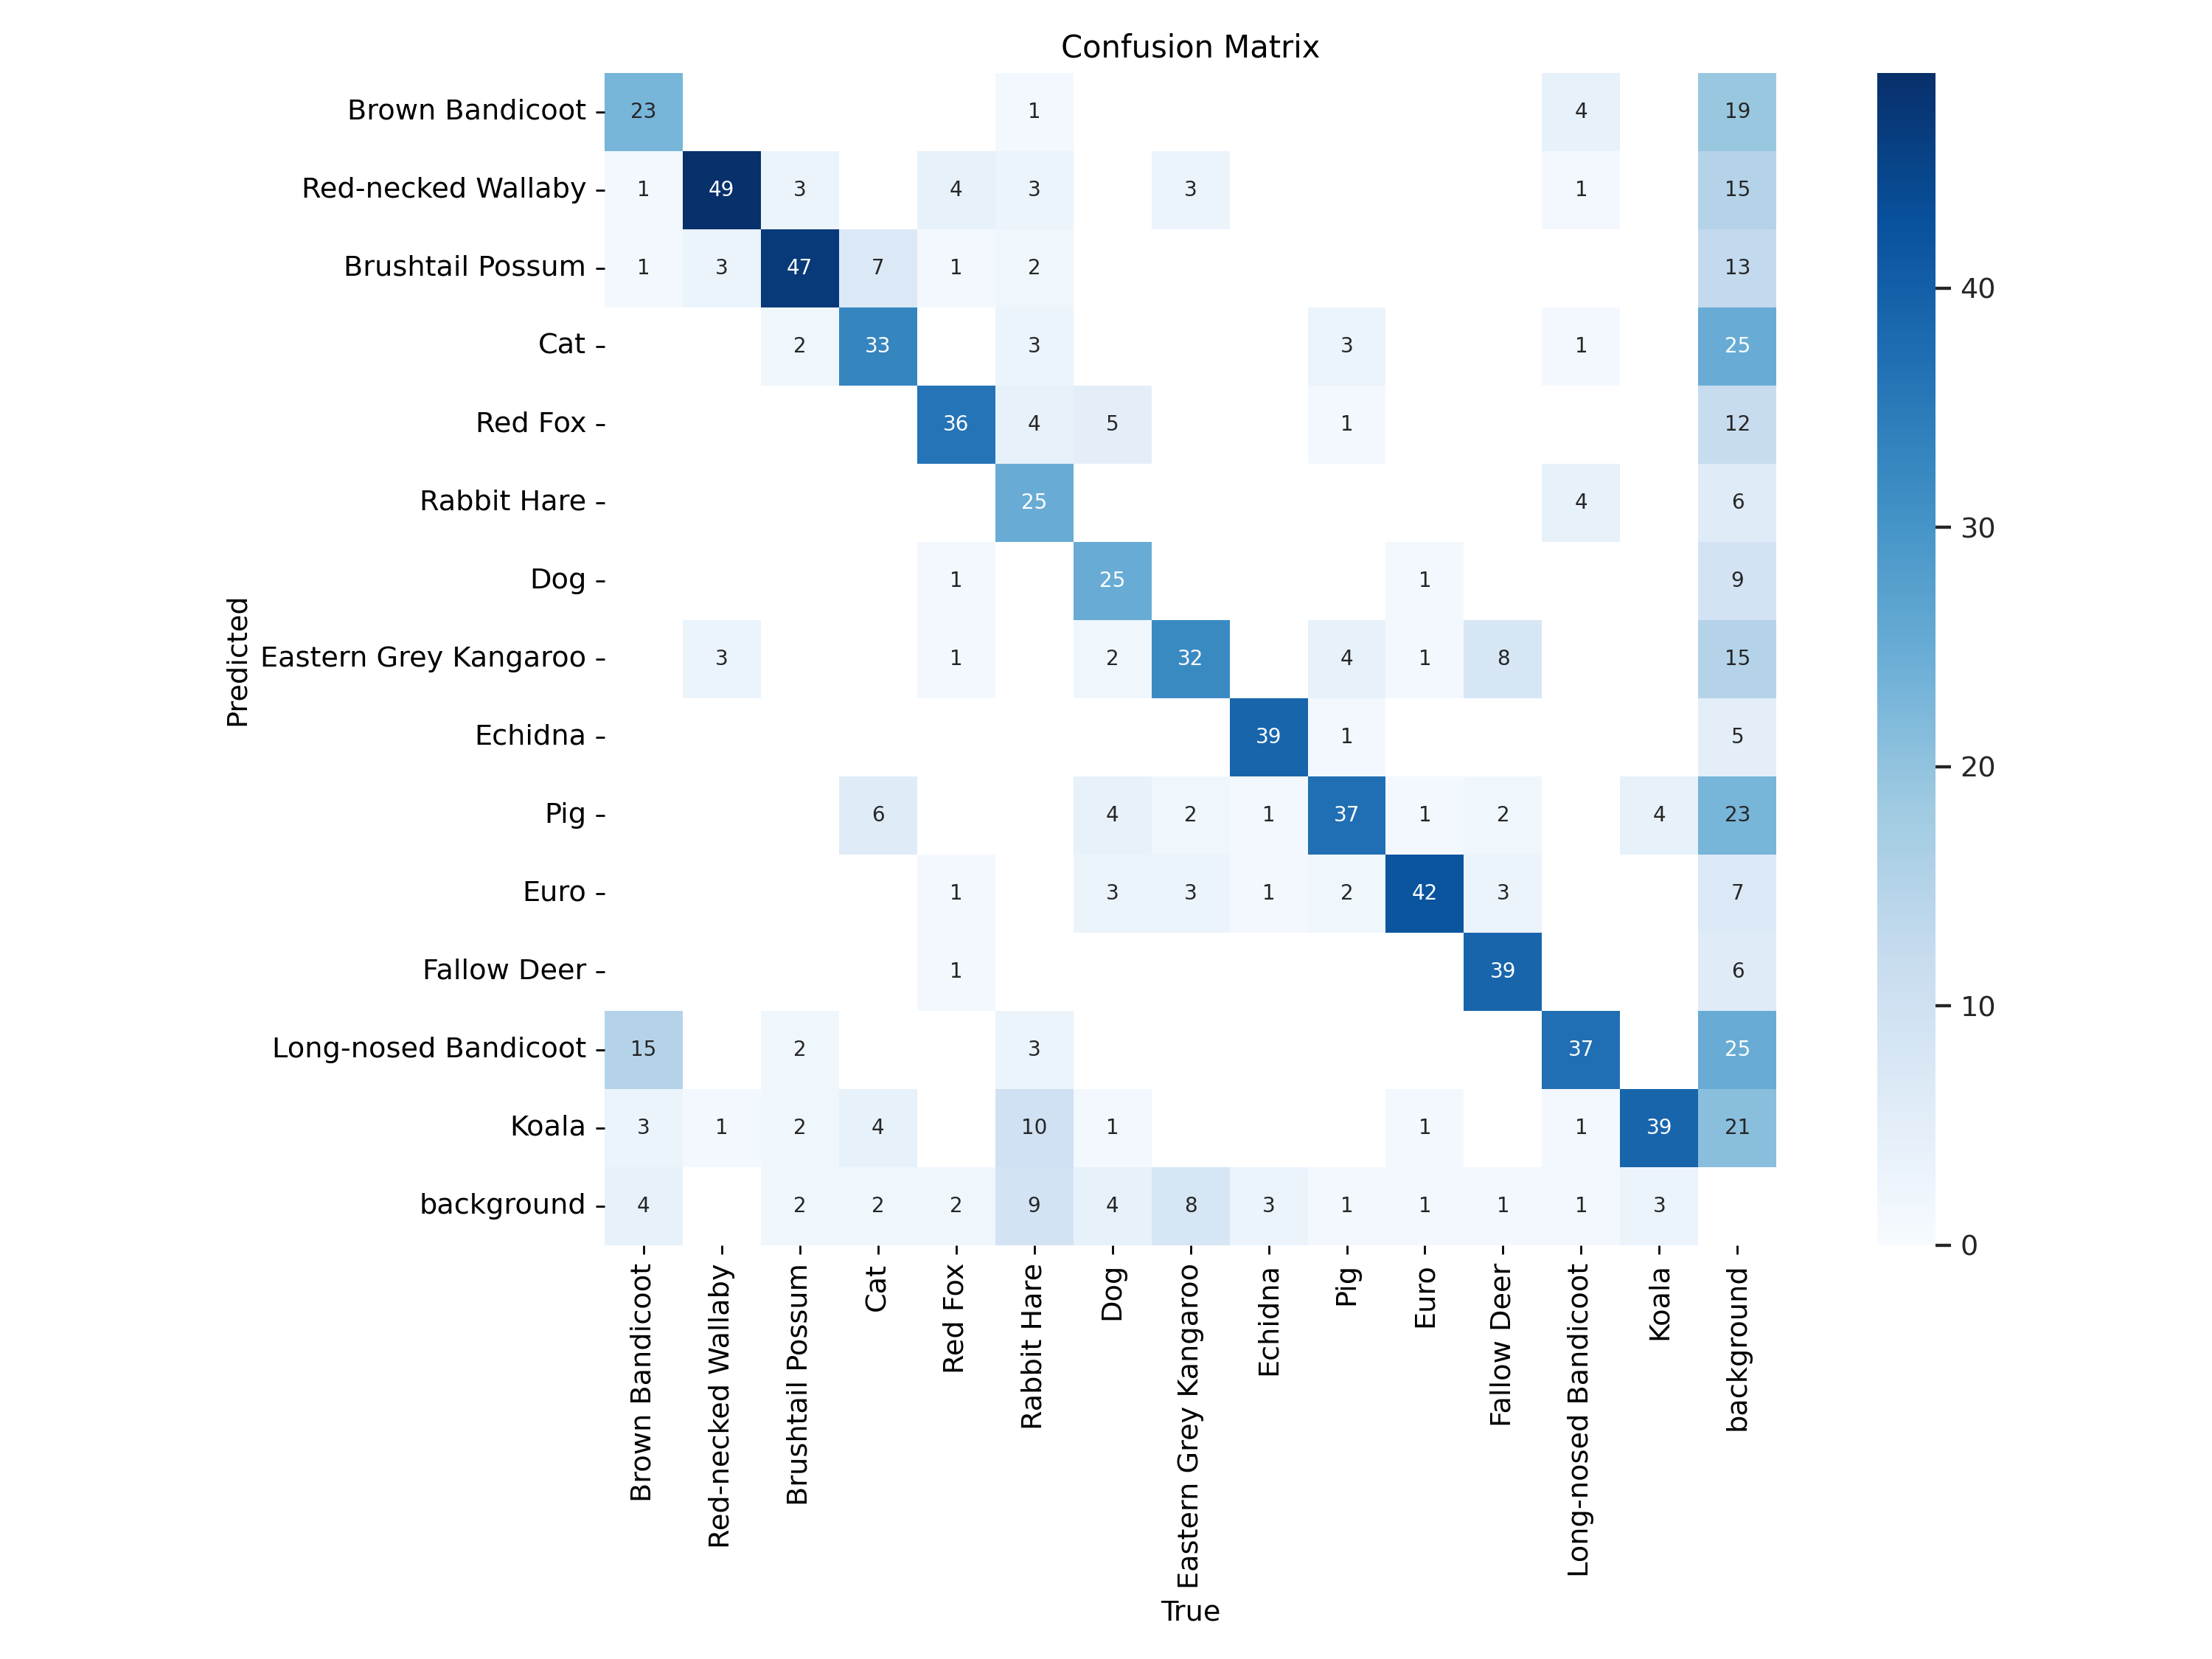 Confusion Matrix
Predicted
Brown Bandicoot 23 1 4 19
Red-necked Wallaby 1 49 3 4 3 3 1 15
Brushtail Possum 1 3 47 7 1 2 13
Cat 2 33 3 3 1 25
Red Fox 36 4 5 1 12
Rabbit Hare 25 4 6
Dog 1 25 1 9
Eastern Grey Kangaroo 3 1 2 32 4 1 8 15
Echidna 39 1 5
Pig 6 4 2 1 37 1 2 4 23
Euro 1 3 3 1 2 42 3 7
Fallow Deer 1 39 6
Long-nosed Bandicoot 15 2 3 37 25
Koala 3 1 2 4 10 1 1 1 39 21
background 4 2 2 2 9 4 8 3 1 1 1 1 3
Brown Bandicoot
Red-necked Wallaby
Brushtail Possum
Cat
Red Fox
Rabbit Hare
Dog
Eastern Grey Kangaroo
Echidna
Pig
Euro
Fallow Deer
Long-nosed Bandicoot
Koala
background
True
40
30
20
10
0